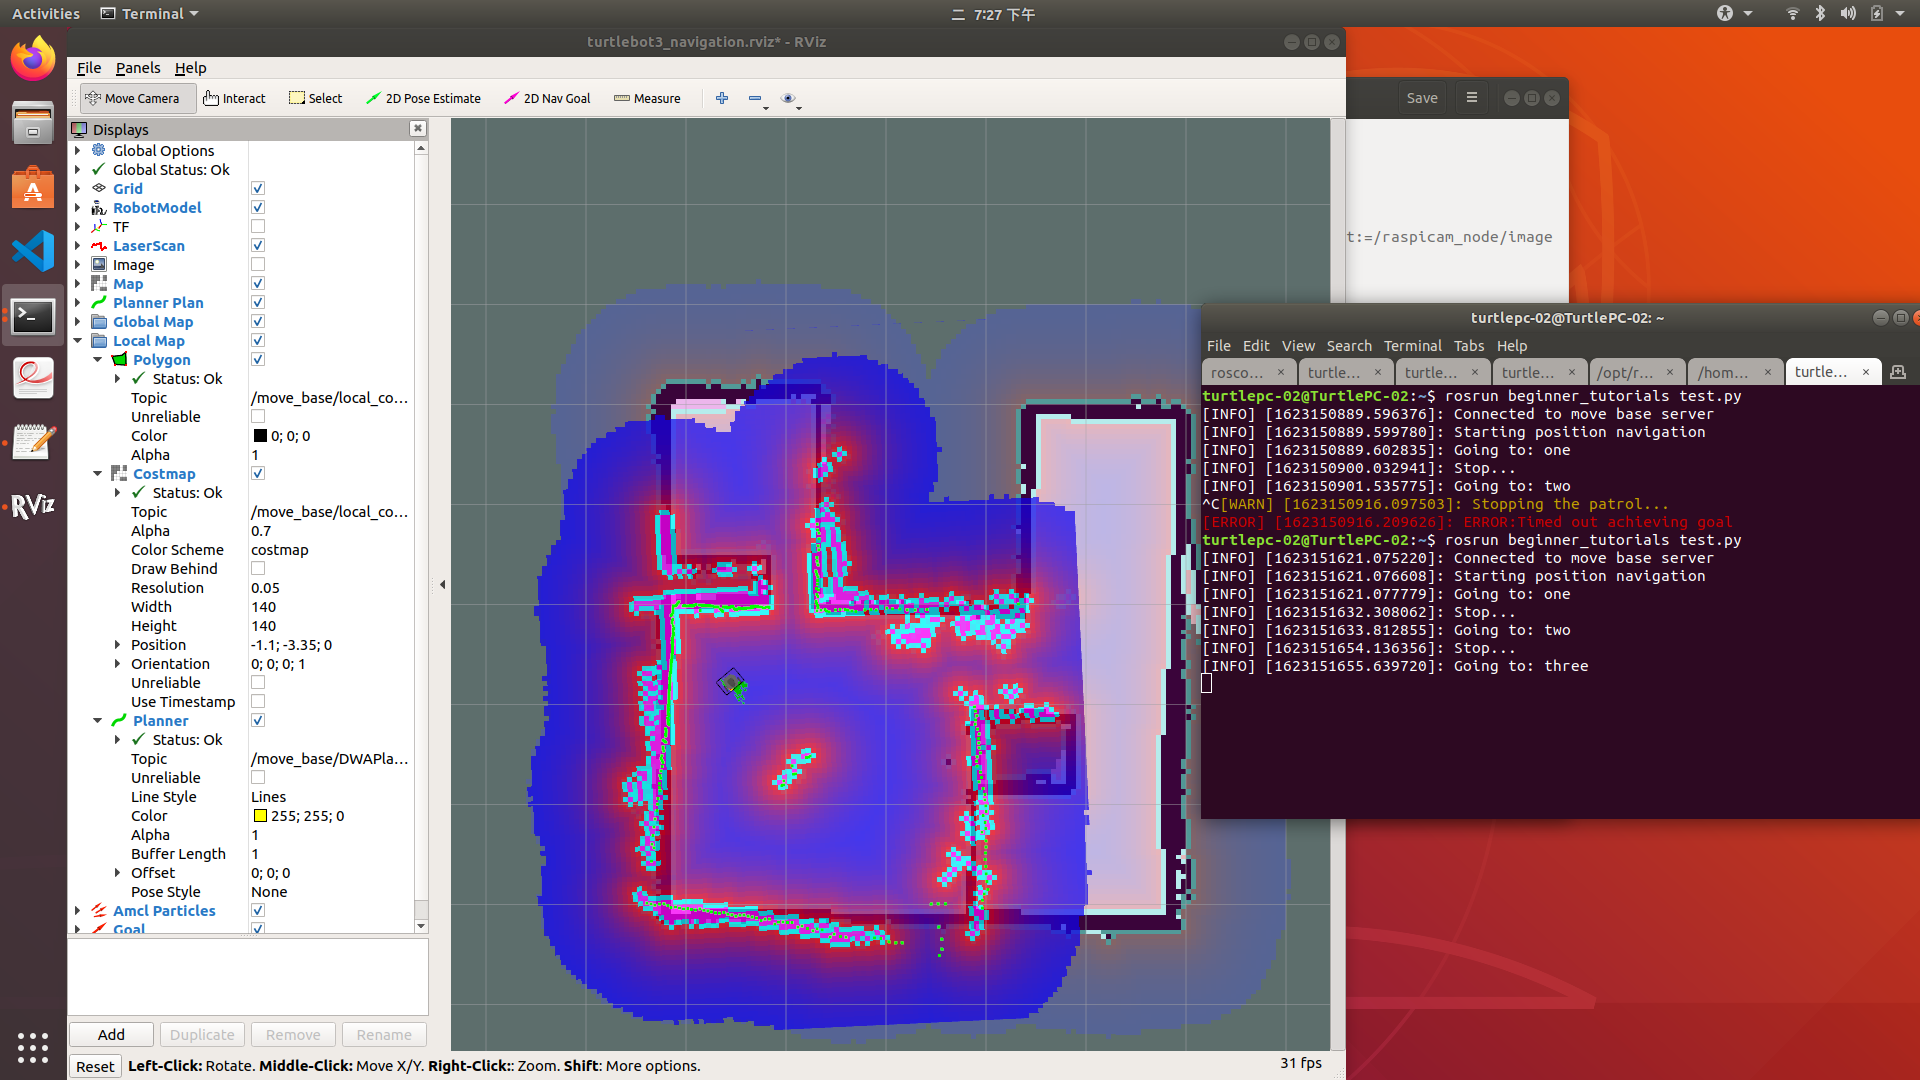 Activities
Terminal
二 7:27 下午
turtlebot3_navigation.rviz* - RViz
File Panels Help
Move Camera
Interact
Select
2D Pose Estimate
2D Nav Goal
Measure
Displays
Global Options
Global Status: Ok
Grid
RobotModel
TF
LaserScan
Image
Map
Planner Plan
Global Map
Local Map
Polygon
Status: Ok
Topic /move_base/local_co...
Unreliable
Color 0; 0; 0
Alpha 1
Costmap
Status: Ok
Topic /move_base/local_co...
Alpha 0.7
Color Scheme costmap
Draw Behind
Resolution 0.05
Width 140
Height 140
Position -1.1; -3.35; 0
Orientation 0; 0; 0; 1
Unreliable
Use Timestamp
Planner
Status: Ok
Topic /move_base/DWAPla...
Unreliable
Line Style Lines
Color 255; 255; 0
Alpha 1
Buffer Length 1
Offset 0; 0; 0
Pose Style None
Amcl Particles
Goal
Add Duplicate Remove Rename
Reset Left-Click: Rotate. Middle-Click: Move X/Y. Right-Click:: Zoom. Shift: More options.
31 fps
RViz
Save
t:=/raspicam_node/image
turtlepc-02@TurtlePC-02: ~
File Edit View Search Terminal Tabs Help
rosco... turtle... turtle... turtle... /opt/r... /hom... turtle...
turtlepc-02@TurtlePC-02:~$ rosrun beginner_tutorials test.py
[INFO] [1623150889.596376]: Connected to move base server
[INFO] [1623150889.599780]: Starting position navigation
[INFO] [1623150889.602835]: Going to: one
[INFO] [1623150900.032941]: Stop...
[INFO] [1623150901.535775]: Going to: two
^C[WARN] [1623150916.097503]: Stopping the patrol...
[ERROR] [1623150916.209626]: ERROR:Timed out achieving goal
turtlepc-02@TurtlePC-02:~$ rosrun beginner_tutorials test.py
[INFO] [1623151621.075220]: Connected to move base server
[INFO] [1623151621.076608]: Starting position navigation
[INFO] [1623151621.077779]: Going to: one
[INFO] [1623151632.308062]: Stop...
[INFO] [1623151633.812855]: Going to: two
[INFO] [1623151654.136356]: Stop...
[INFO] [1623151655.639720]: Going to: three